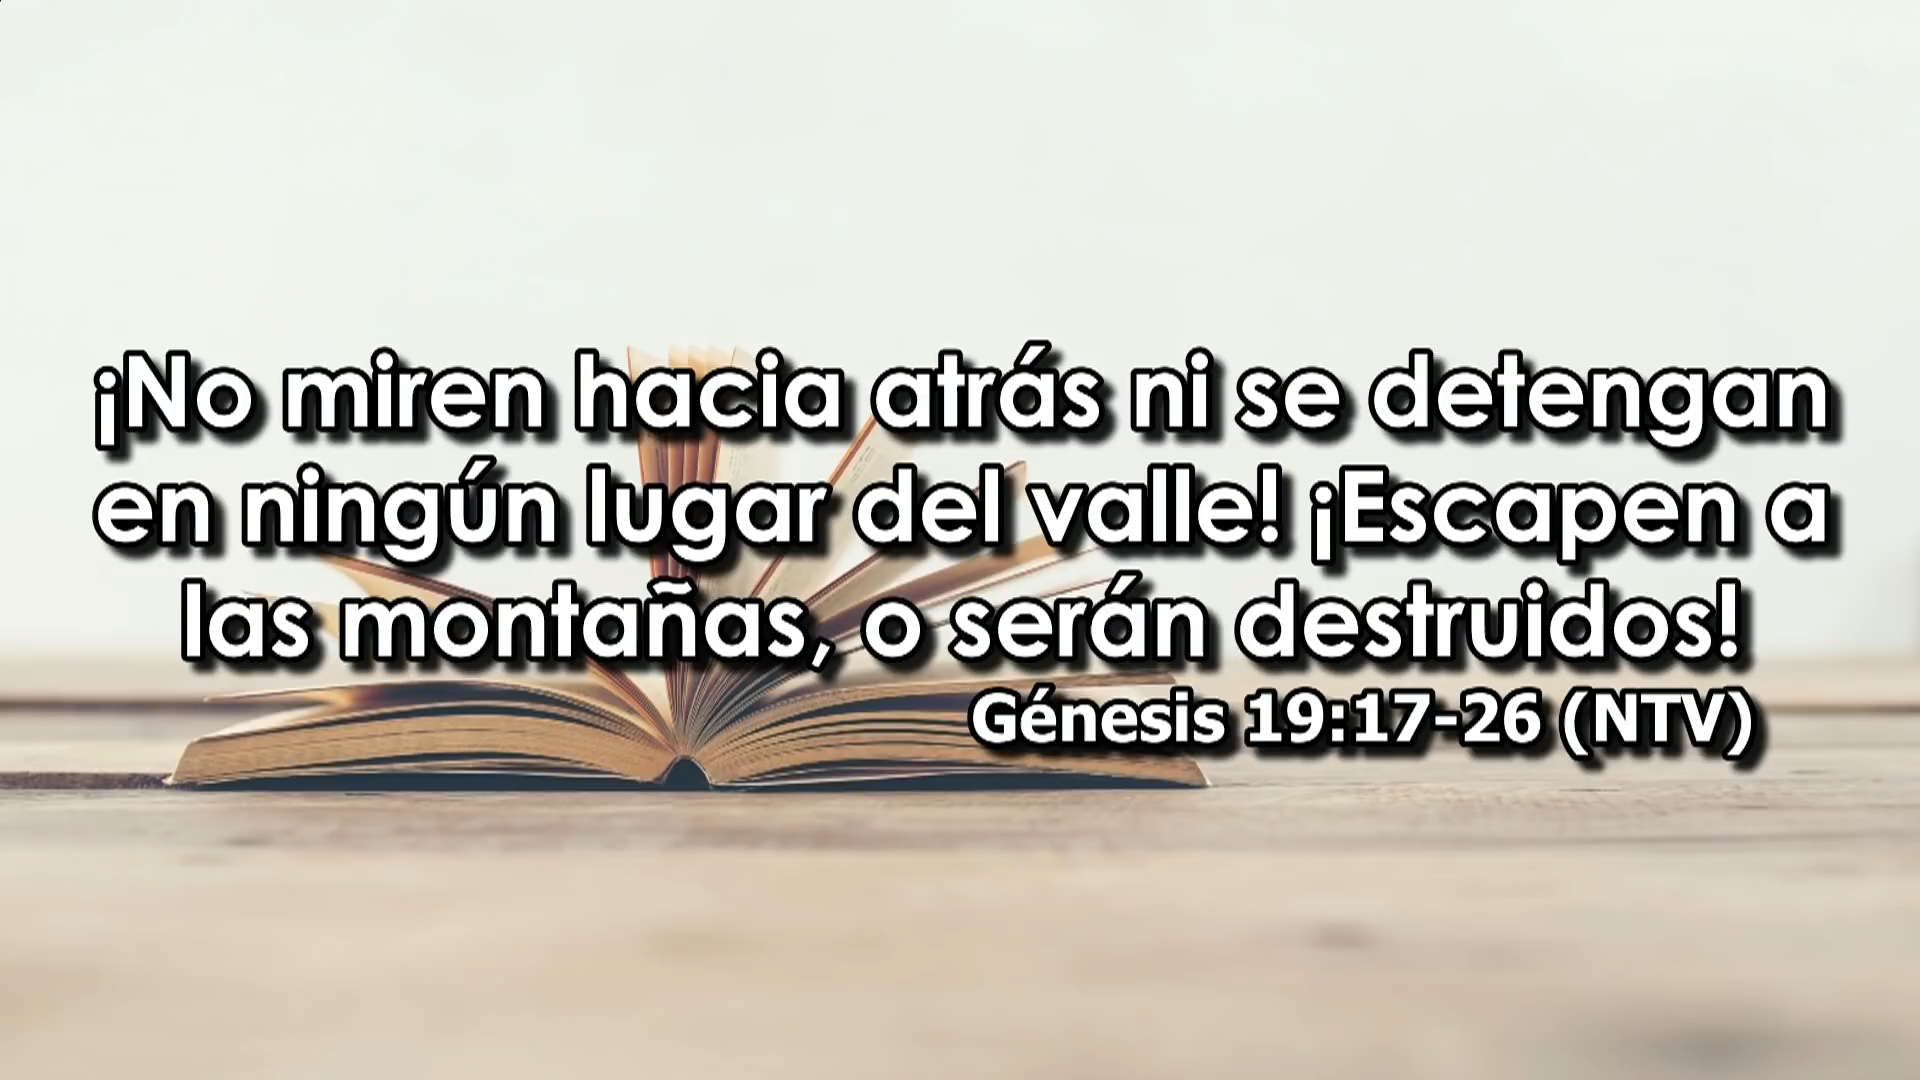 ¡No miren hacia atrás ni se detengan
en ningún lugar del valle! ¡Escapen a
las montañas, o serán destruidos!
Génesis 19:17-26 (NTV)